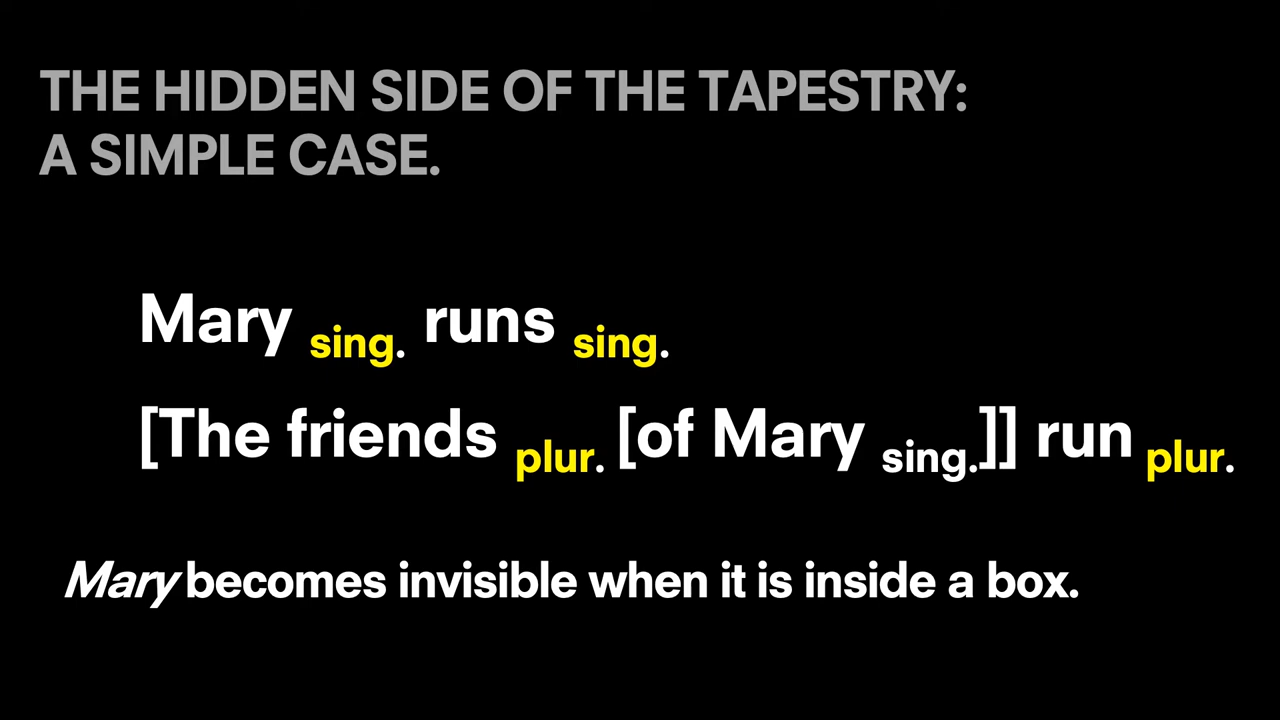 THE HIDDEN SIDE OF THE TAPESTRY:
A SIMPLE CASE.
Mary sing. runs sing.
[The friends plur. [of Mary sing.]] run plur.
Mary becomes invisible when it is inside a box.